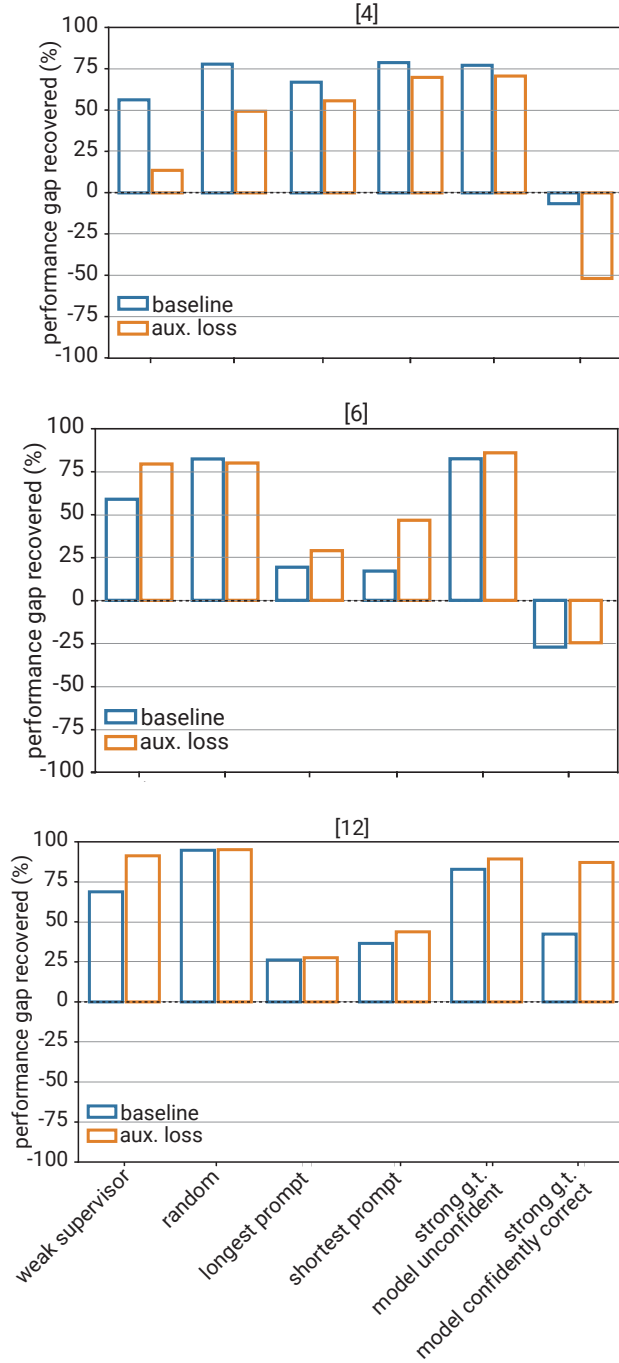 [4]
performance gap recovered (%)
100
75
50
25
0
-25
-50
-75
-100
baseline
aux. loss
[6]
performance gap recovered (%)
100
75
50
25
0
-25
-50
-75
-100
baseline
aux. loss
[12]
performance gap recovered (%)
100
75
50
25
0
-25
-50
-75
-100
baseline
aux. loss
weak supervisor
random
longest prompt
shortest prompt
strong g.t.
model unconfident
strong g.t.
model confidently correct